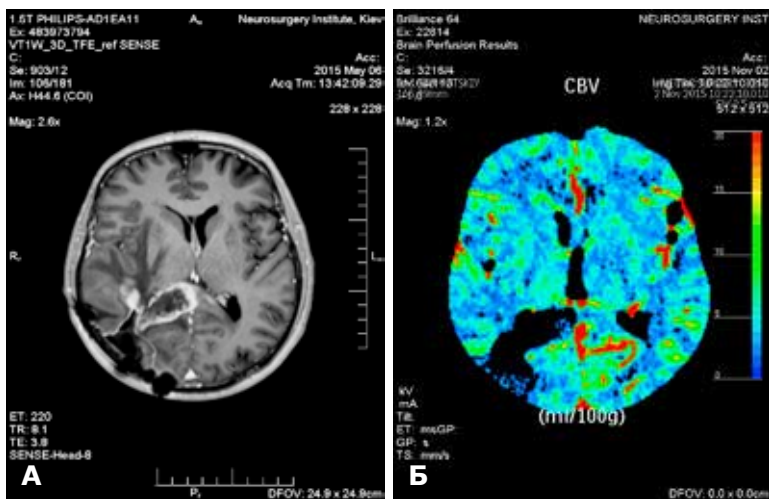 1.5T PHILIPS-AD1EA11
Ex: 483973794
VT1W_3D_TFE_ref SENSE
C:
Se: 903/12
Im: 106/181
Ax: H44.6 (COI)
Mag: 2.6x
A
Neurosurgery Institute, Kiev
Acc:
2015 May 06
Acq Tm: 13:42:09.29
228 x 228
R
L
ET: 220
TR: 8.1
TE: 3.8
SENSE-Head-8
А
P
DFOV: 24.9 x 24.9cm
Brilliance 64
Ex: 22814
Brain Perfusion Results
C:
Se: 3216/4
Mag: 1.2x
NEUROSURGERY INST
Acc:
2015 Nov 02
512 x 512
CBV
kV
mA
Tilt:
ET: msGP:
GP: s
TS: mm/s
Б
(ml/100g)
DFOV: 0.0 x 0.0cm